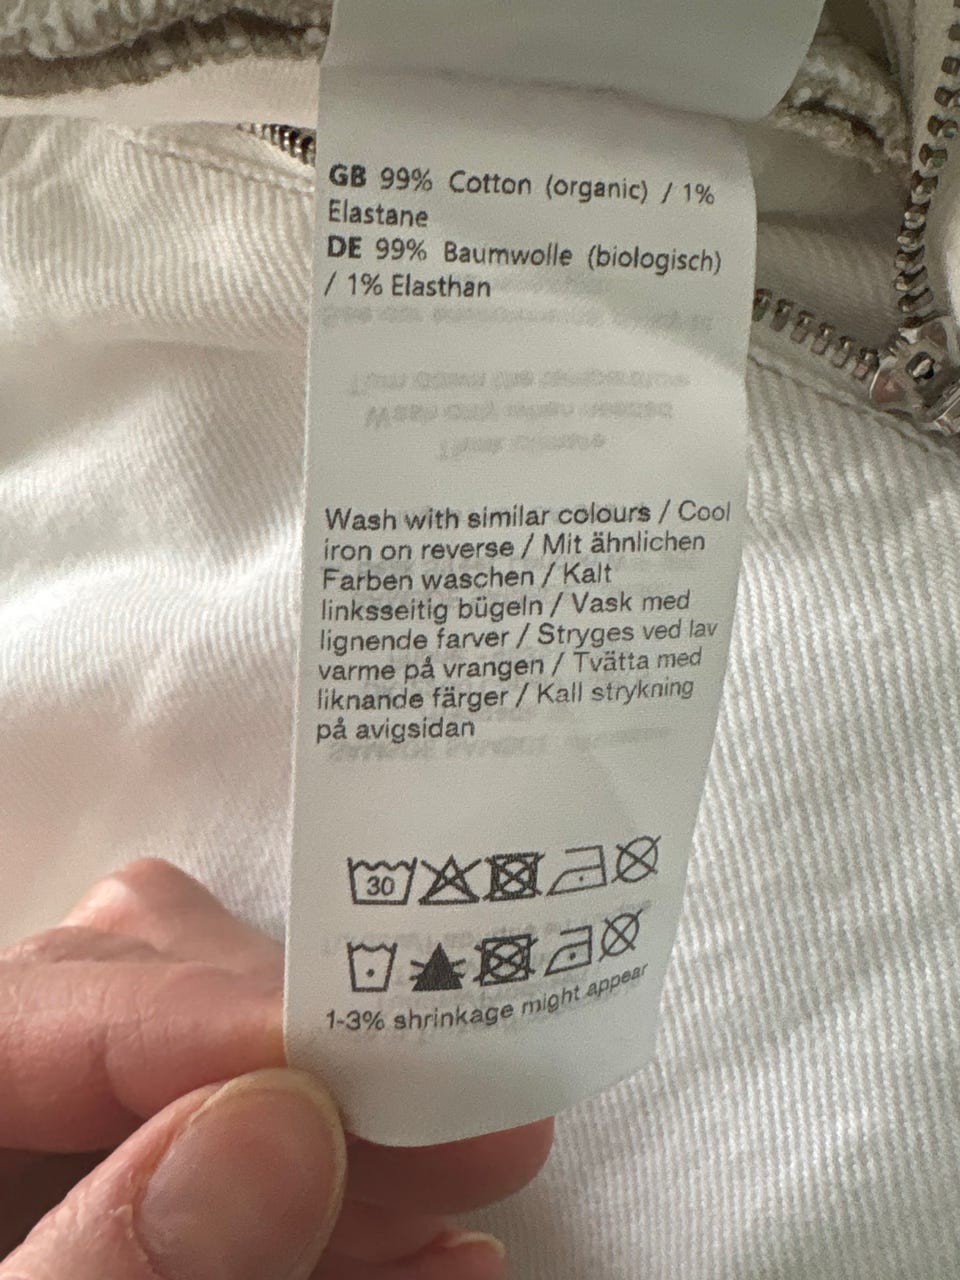 GB 99% Cotton (organic) / 1%
Elastane
DE 99% Baumwolle (biologisch)
/ 1% Elasthan
Wash with similar colours / Cool
iron on reverse / Mit ähnlichen
Farben waschen / Kalt
linksseitig bügeln / Vask med
lignende farver / Stryges ved lav
varme på vrangen / Tvätta med
liknande färger / Kall strykning
på avigsidan
30
1-3% shrinkage might appear